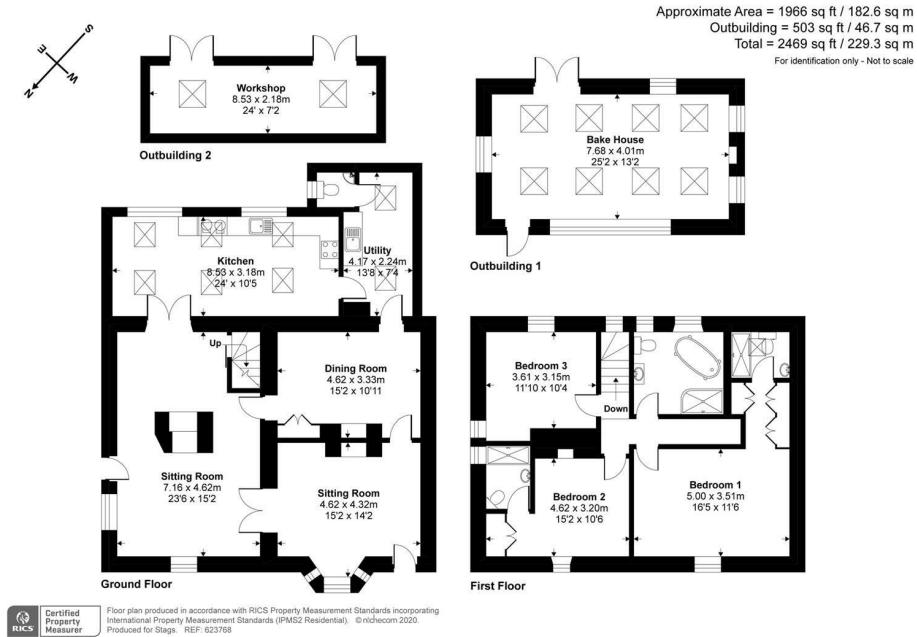 Approximate Area = 1966 sq ft / 182.6 sq m
Outbuilding = 503 sq ft / 46.7 sq m
Total = 2469 sq ft / 229.3 sq m
For identification only - Not to scale
S
E
W
N
Workshop
8.53 x 2.18m
24' x 7'2
Outbuilding 2
Bake House
7.68 x 4.01m
25'2 x 13'2
Outbuilding 1
Kitchen
8.53 x 3.18m
24' x 10'5
Utility
4.17 x 2.24m
13'8 x 7'4
Up
Dining Room
4.62 x 3.33m
15'2 x 10'11
Sitting Room
7.16 x 4.62m
23'6 x 15'2
Sitting Room
4.62 x 4.32m
15'2 x 14'2
Ground Floor
Bedroom 3
3.61 x 3.15m
11'10 x 10'4
Down
Bedroom 2
4.62 x 3.20m
15'2 x 10'6
Bedroom 1
5.00 x 3.51m
16'5 x 11'6
First Floor
RICS
Certified
Property
Measurer
Floor plan produced in accordance with RICS Property Measurement Standards incorporating
International Property Measurement Standards (IPMS2 Residential). © nichecom 2020.
Produced for Stags. REF: 623768